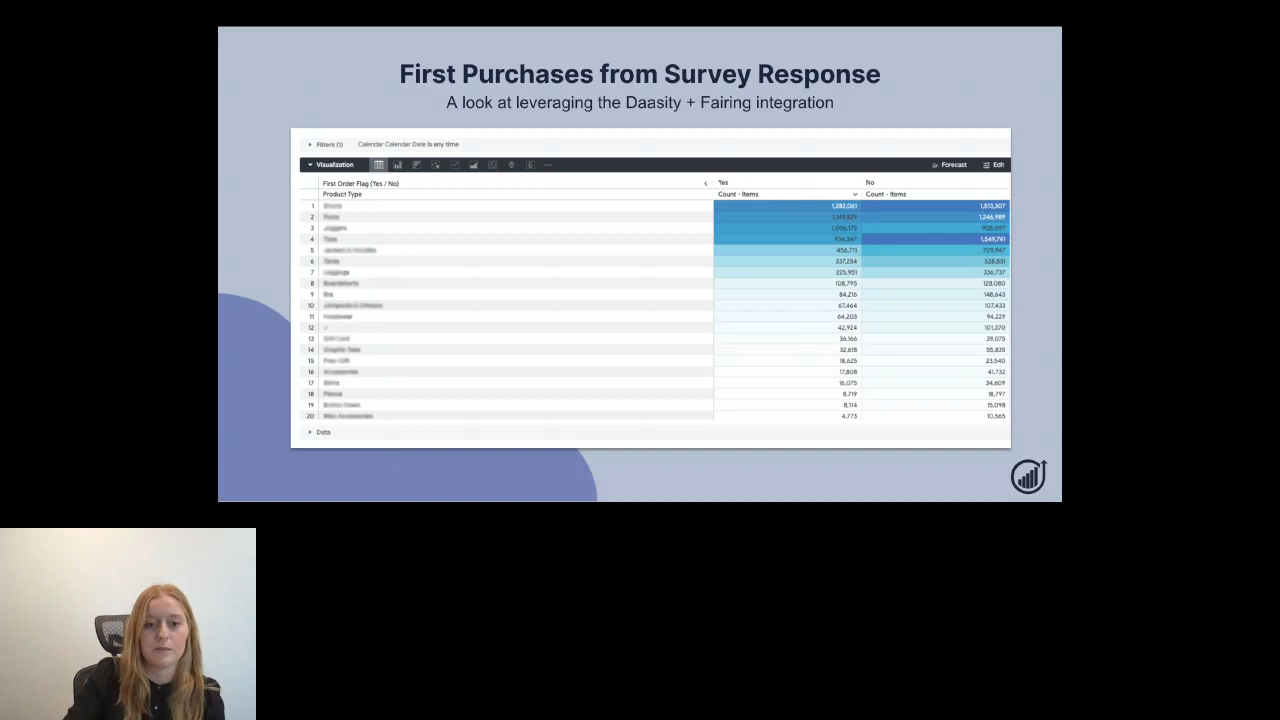 First Purchases from Survey Response
A look at leveraging the Daasity + Fairing integration
Filters (1) Calendar Calendar Date is any time
Visualization Forecast Edit
First Order Flag (Yes / No) Yes No
Product Type Count - Items Count - Items
1 1,282,061 1,513,307
2 1,149,829 1,246,989
3 1,006,172 908,097
4 934,347 1,549,741
5 456,711 709,947
6 337,254 528,831
7 225,951 336,737
8 108,795 128,080
9 84,216 148,643
10 67,464 107,433
11 64,203 94,229
12 42,924 101,370
13 36,166 39,075
14 32,618 55,835
15 18,625 23,540
16 17,808 41,732
17 16,075 34,609
18 8,719 18,797
19 8,114 15,098
20 4,773 10,565
Data